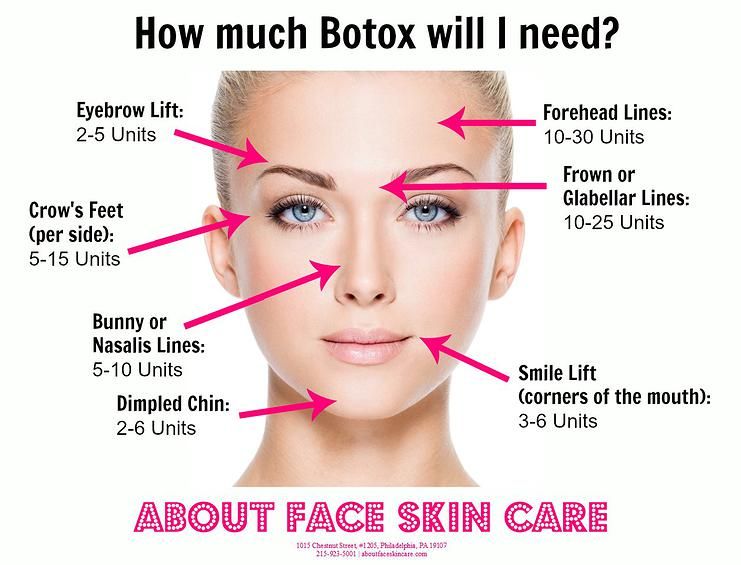 How much Botox will I need?
Eyebrow Lift:
2-5 Units
Forehead Lines:
10-30 Units
Frown or
Glabellar Lines:
10-25 Units
Crow's Feet
(per side):
5-15 Units
Bunny or
Nasalis Lines:
5-10 Units
Smile Lift
(corners of the mouth):
3-6 Units
Dimpled Chin:
2-6 Units
ABOUT FACE SKIN CARE
1015 Chestnut Street, #1205, Philadelphia, PA 19107
215-923-5001 | aboutfaceskincare.com